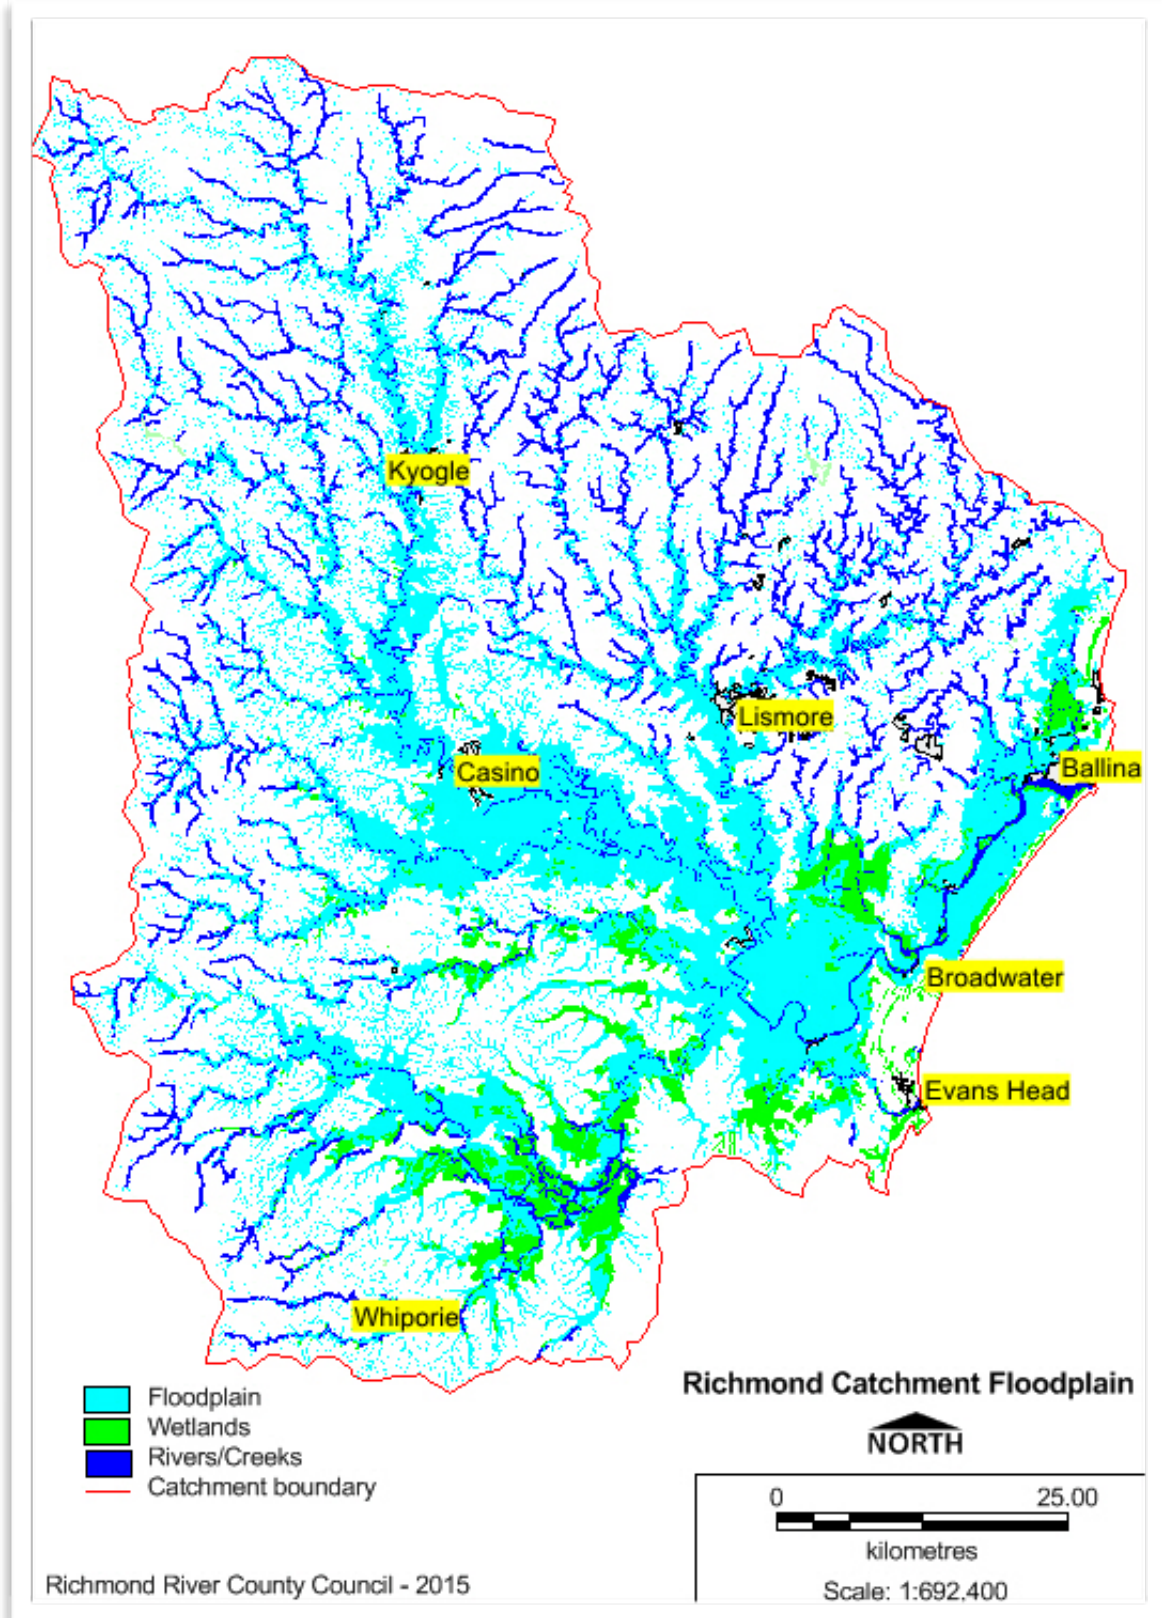 Kyogle
Lismore
Casino
Ballina
Broadwater
Evans Head
Whiporie
Richmond Catchment Floodplain
NORTH
Floodplain
Wetlands
Rivers/Creeks
Catchment boundary
0 25.00
kilometres
Scale: 1:692,400
Richmond River County Council - 2015